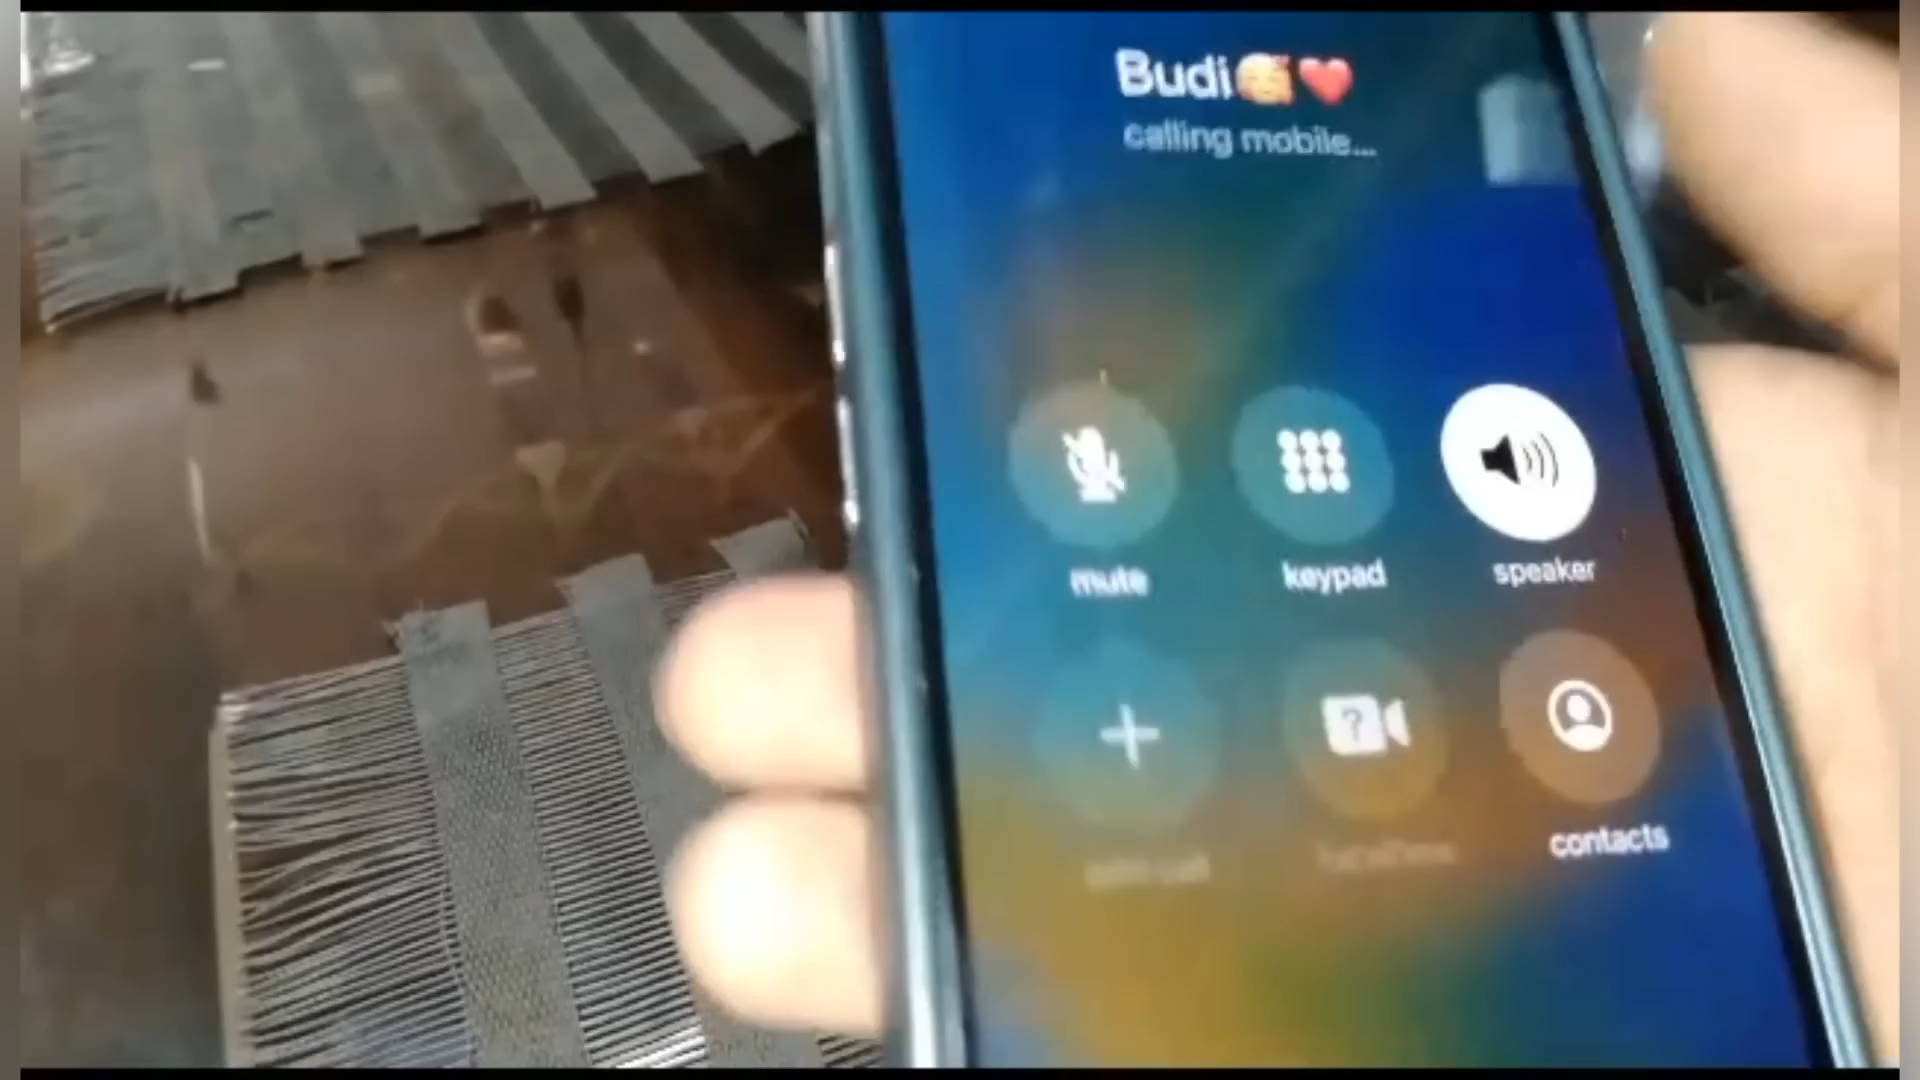 Budi🥰❤️
calling mobile...
mute
keypad
speaker
contacts